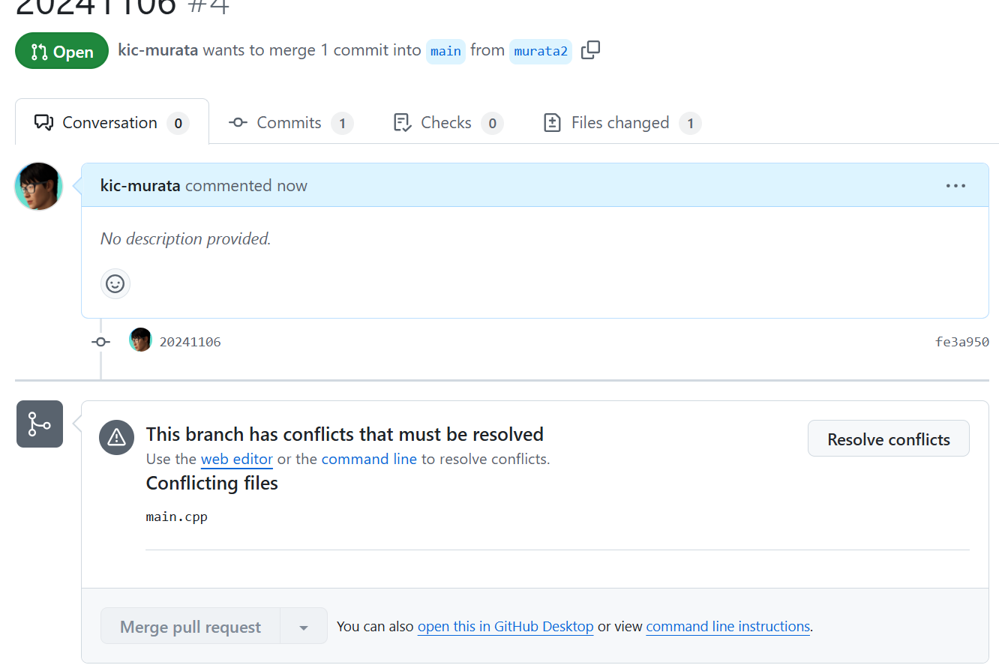 20241106 #4
Open kic-murata wants to merge 1 commit into main from murata2
Conversation 0 Commits 1 Checks 0 Files changed 1
kic-murata commented now
No description provided.
20241106 fe3a950
This branch has conflicts that must be resolved
Resolve conflicts
Use the web editor or the command line to resolve conflicts.
Conflicting files
main.cpp
Merge pull request You can also open this in GitHub Desktop or view command line instructions.